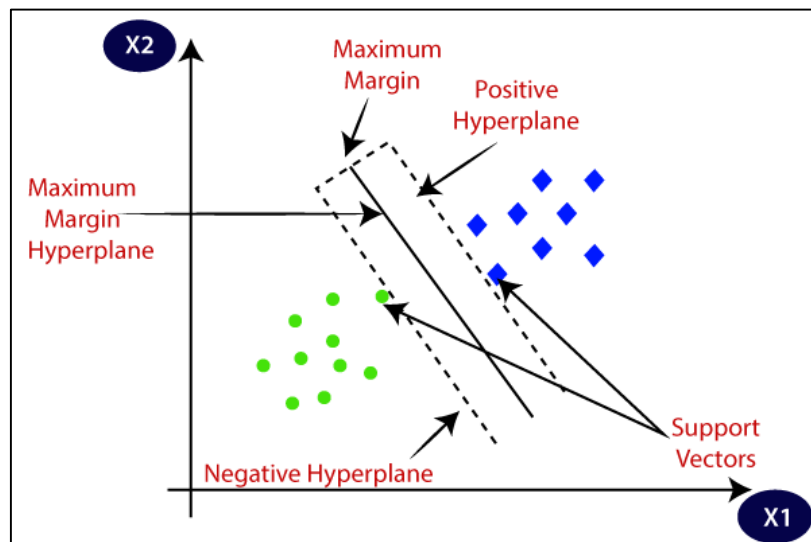 X2
Maximum
Margin
Positive
Hyperplane
Maximum
Margin
Hyperplane
Support
Vectors
Negative Hyperplane
X1